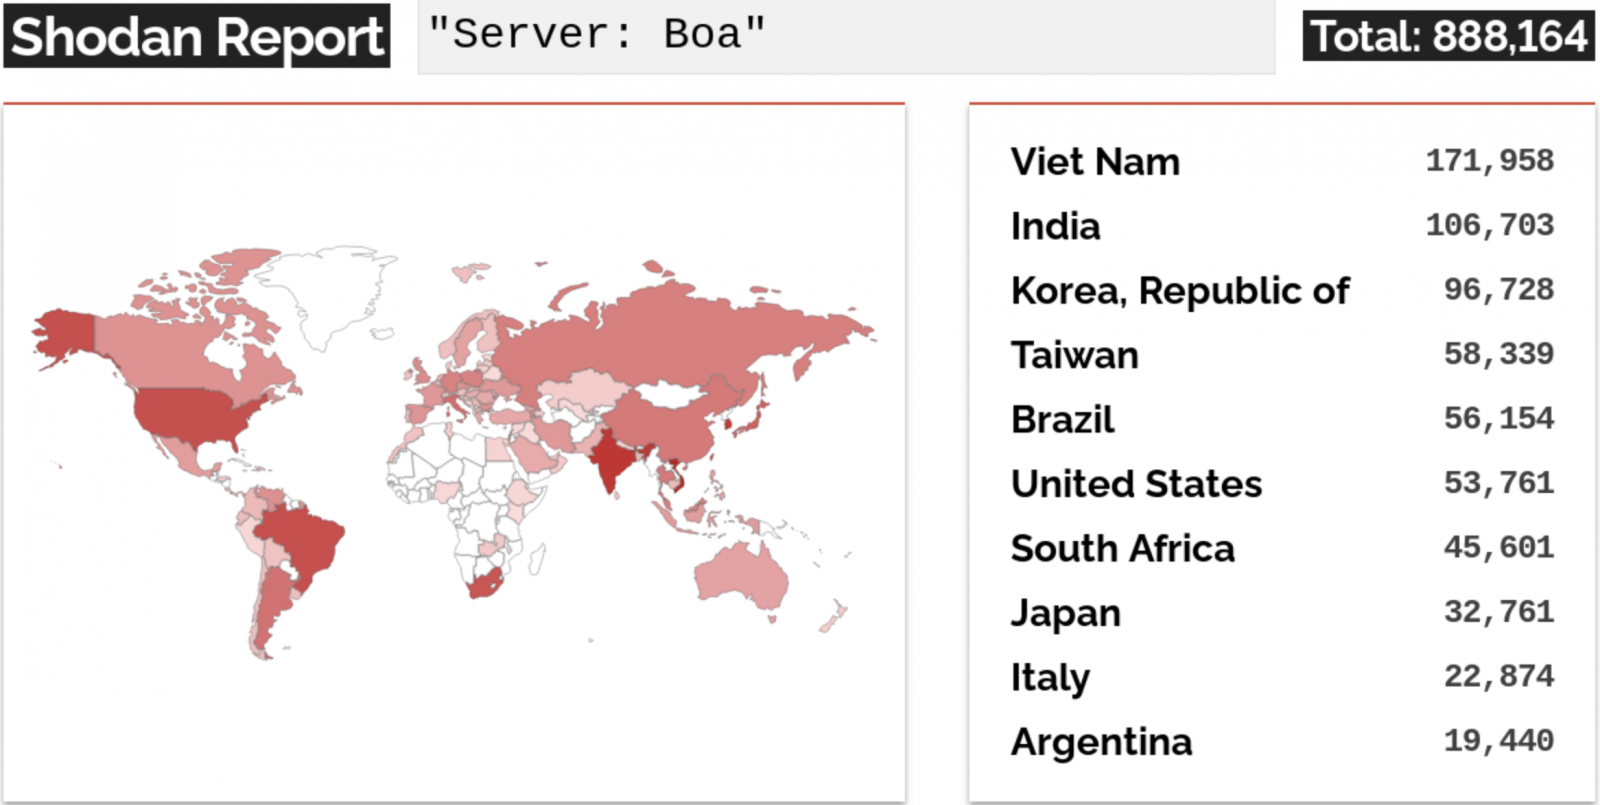 Shodan Report
"Server: Boa"
Total: 888,164
Viet Nam 171,958
India 106,703
Korea, Republic of 96,728
Taiwan 58,339
Brazil 56,154
United States 53,761
South Africa 45,601
Japan 32,761
Italy 22,874
Argentina 19,440